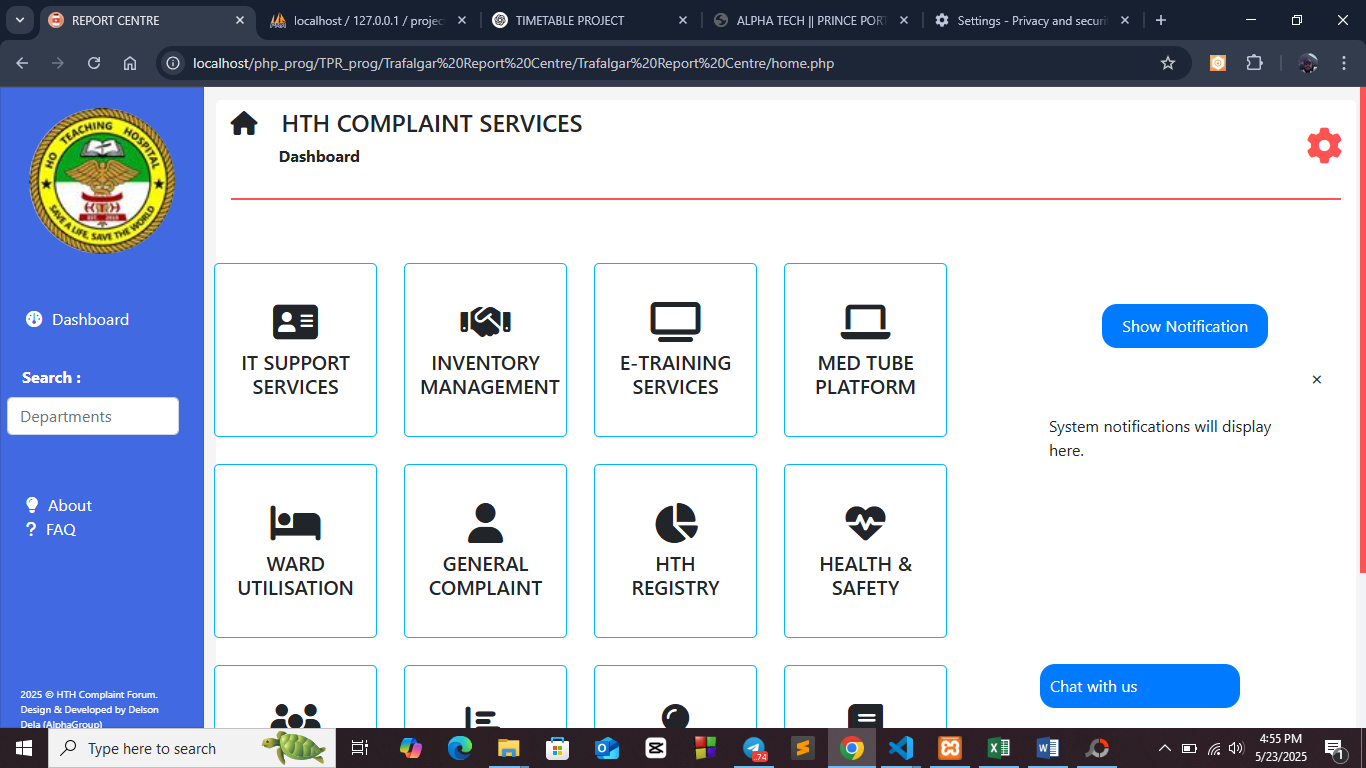 REPORT CENTRE
localhost / 127.0.0.1 / projec
TIMETABLE PROJECT
ALPHA TECH || PRINCE POR
Settings - Privacy and securi
localhost/php_prog/TPR_prog/Trafalgar%20Report%20Centre/Trafalgar%20Report%20Centre/home.php
HO TEACHING HOSPITAL
SAVE A LIFE, SAVE THE WORLD
Dashboard
Search :
Departments
About
FAQ
2025 © HTH Complaint Forum.
Design & Developed by Delson
Dela (AlphaGroup)
HTH COMPLAINT SERVICES
Dashboard
IT SUPPORT
SERVICES
INVENTORY
MANAGEMENT
E-TRAINING
SERVICES
MED TUBE
PLATFORM
WARD
UTILISATION
GENERAL
COMPLAINT
HTH
REGISTRY
HEALTH &
SAFETY
Show Notification
×
System notifications will display
here.
Chat with us
Type here to search
74
4:55 PM
5/23/2025
1